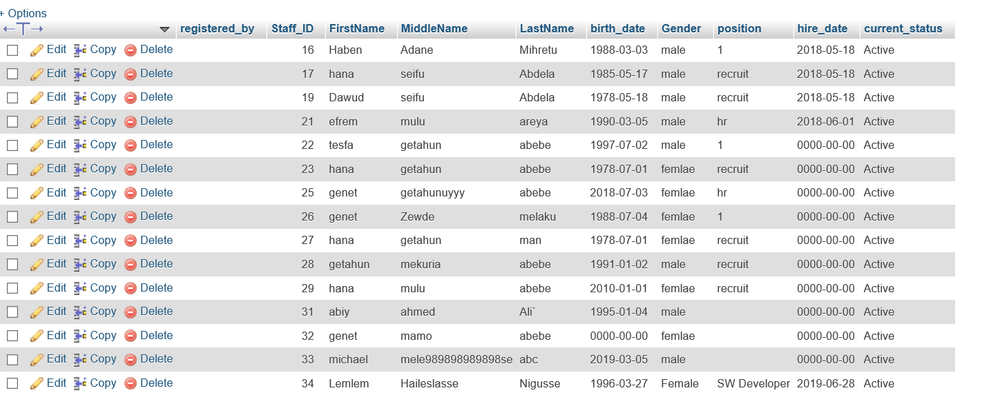 + Options
←T→ registered_by Staff_ID FirstName MiddleName LastName birth_date Gender position hire_date current_status
Edit Copy Delete 16 Haben Adane Mihretu 1988-03-03 male 1 2018-05-18 Active
Edit Copy Delete 17 hana seifu Abdela 1985-05-17 male recruit 2018-05-18 Active
Edit Copy Delete 19 Dawud seifu Abdela 1978-05-18 male recruit 2018-05-18 Active
Edit Copy Delete 21 efrem mulu areya 1990-03-05 male hr 2018-06-01 Active
Edit Copy Delete 22 tesfa getahun abebe 1997-07-02 male 1 0000-00-00 Active
Edit Copy Delete 23 hana getahun abebe 1978-07-01 femlae recruit 0000-00-00 Active
Edit Copy Delete 25 genet getahunuyyy abebe 2018-07-03 femlae hr 0000-00-00 Active
Edit Copy Delete 26 genet Zewde melaku 1988-07-04 femlae 1 0000-00-00 Active
Edit Copy Delete 27 hana getahun man 1978-07-01 femlae recruit 0000-00-00 Active
Edit Copy Delete 28 getahun mekuria abebe 1991-01-02 male recruit 0000-00-00 Active
Edit Copy Delete 29 hana mulu abebe 2010-01-01 femlae recruit 0000-00-00 Active
Edit Copy Delete 31 abiy ahmed Ali` 1995-01-04 male 0000-00-00 Active
Edit Copy Delete 32 genet mamo abebe 0000-00-00 femlae 0000-00-00 Active
Edit Copy Delete 33 michael mele989898989898se abc 2019-03-05 male 0000-00-00 Active
Edit Copy Delete 34 Lemlem Haileslasse Nigusse 1996-03-27 Female SW Developer 2019-06-28 Active